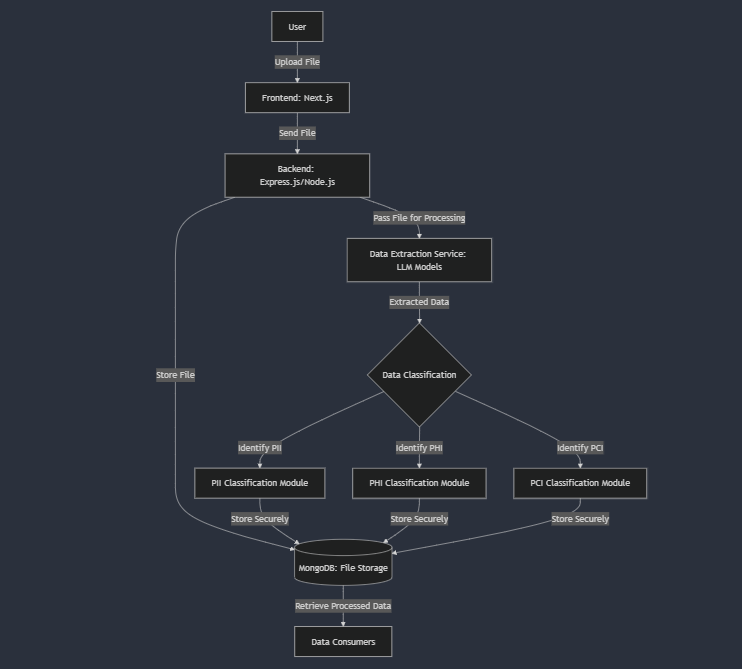 User
Upload File
Frontend: Next.js
Send File
Backend:
Express.js/Node.js
Pass File for Processing
Data Extraction Service:
LLM Models
Extracted Data
Store File
Data Classification
Identify PII
Identify PHI
Identify PCI
PII Classification Module
PHI Classification Module
PCI Classification Module
Store Securely
Store Securely
Store Securely
MongoDB: File Storage
Retrieve Processed Data
Data Consumers